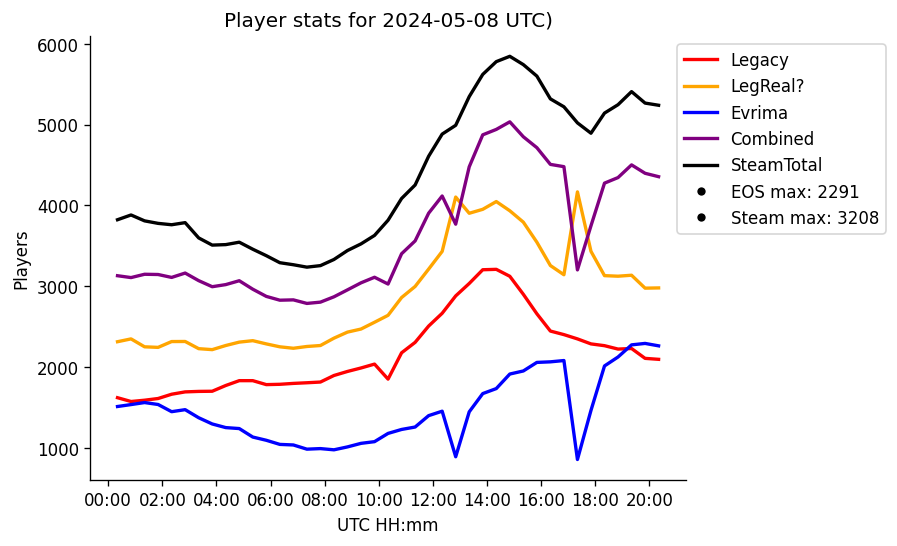 Player stats for 2024-05-08 UTC)
Players
6000
5000
4000
3000
2000
1000
00:00 02:00 04:00 06:00 08:00 10:00 12:00 14:00 16:00 18:00 20:00
UTC HH:mm
Legacy
LegReal?
Evrima
Combined
SteamTotal
EOS max: 2291
Steam max: 3208